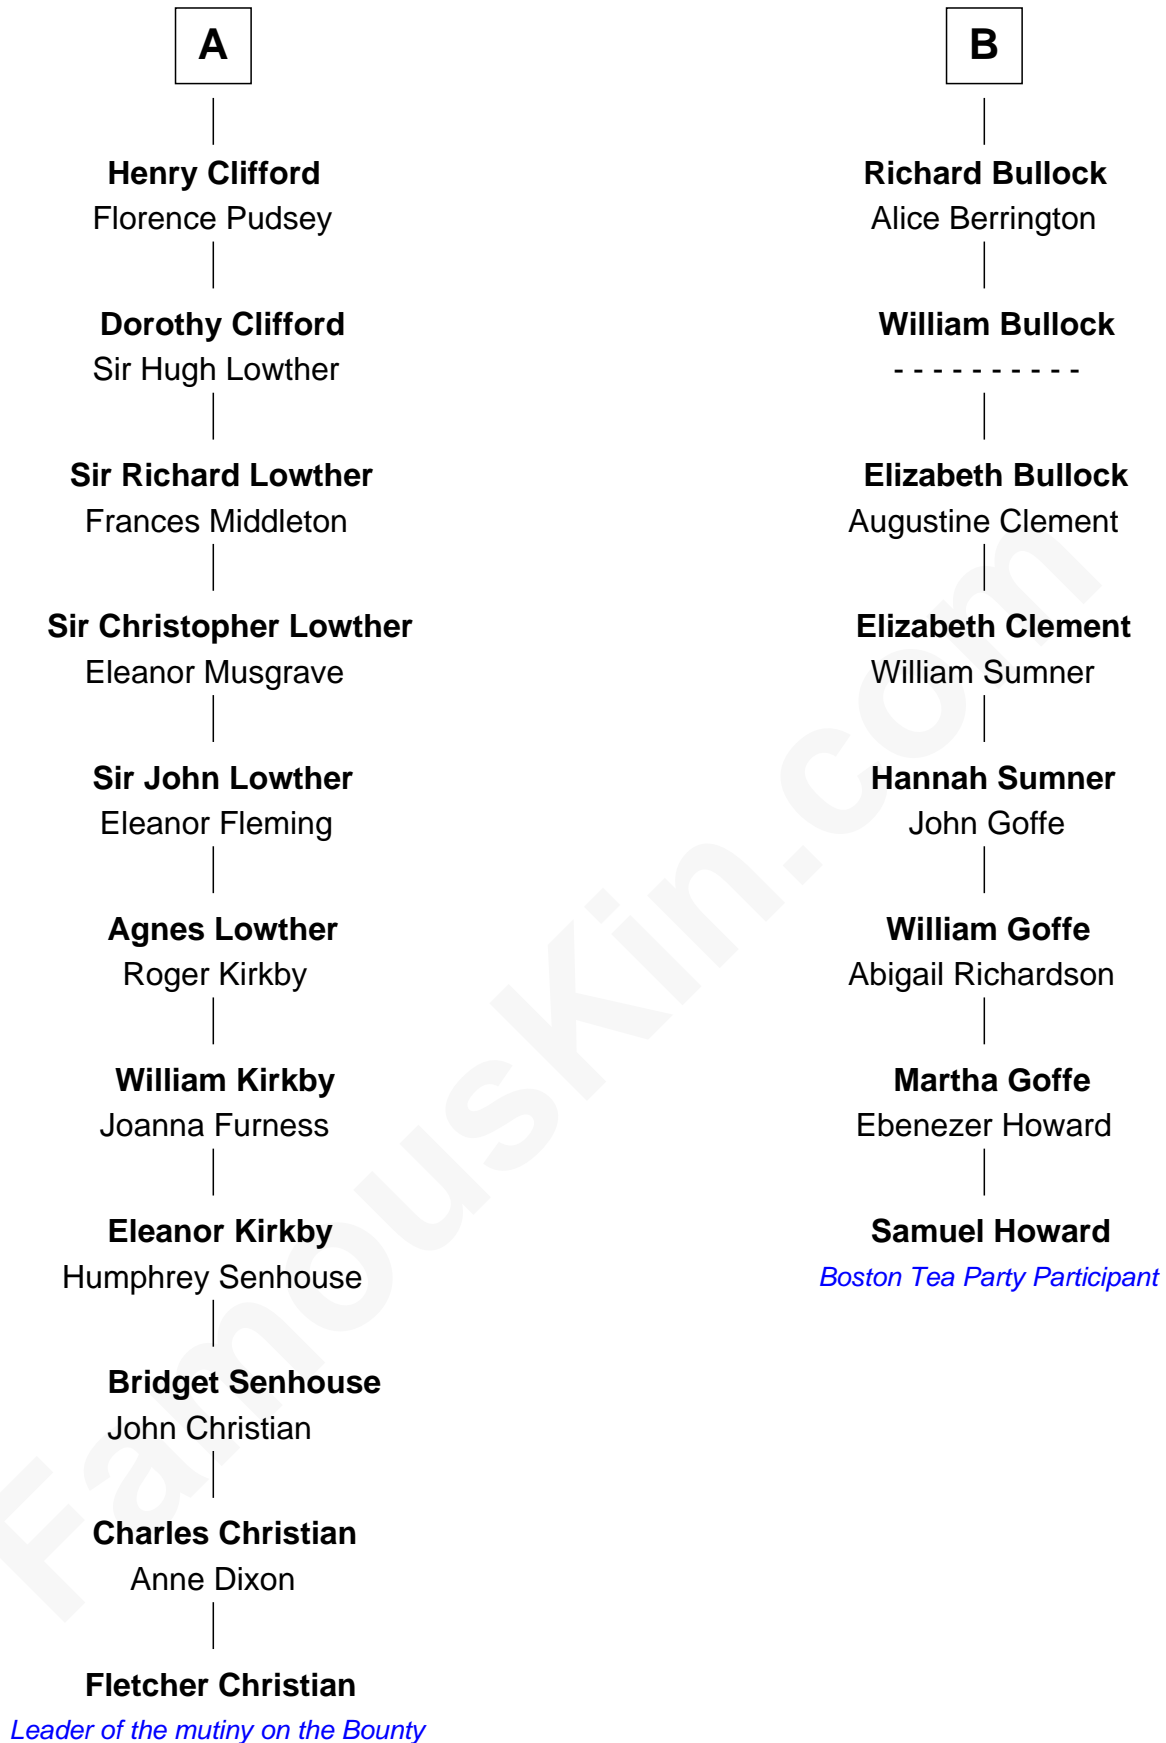 A
Henry Clifford
Florence Pudsey
Dorothy Clifford
Sir Hugh Lowther
Sir Richard Lowther
Frances Middleton
Sir Christopher Lowther
Eleanor Musgrave
Sir John Lowther
Eleanor Fleming
Agnes Lowther
Roger Kirkby
William Kirkby
Joanna Furness
Eleanor Kirkby
Humphrey Senhouse
Bridget Senhouse
John Christian
Charles Christian
Anne Dixon
Fletcher Christian
Leader of the mutiny on the Bounty
B
Richard Bullock
Alice Berrington
William Bullock
- - - - - - - - - -
Elizabeth Bullock
Augustine Clement
Elizabeth Clement
William Sumner
Hannah Sumner
John Goffe
William Goffe
Abigail Richardson
Martha Goffe
Ebenezer Howard
Samuel Howard
Boston Tea Party Participant
FamousKin.com